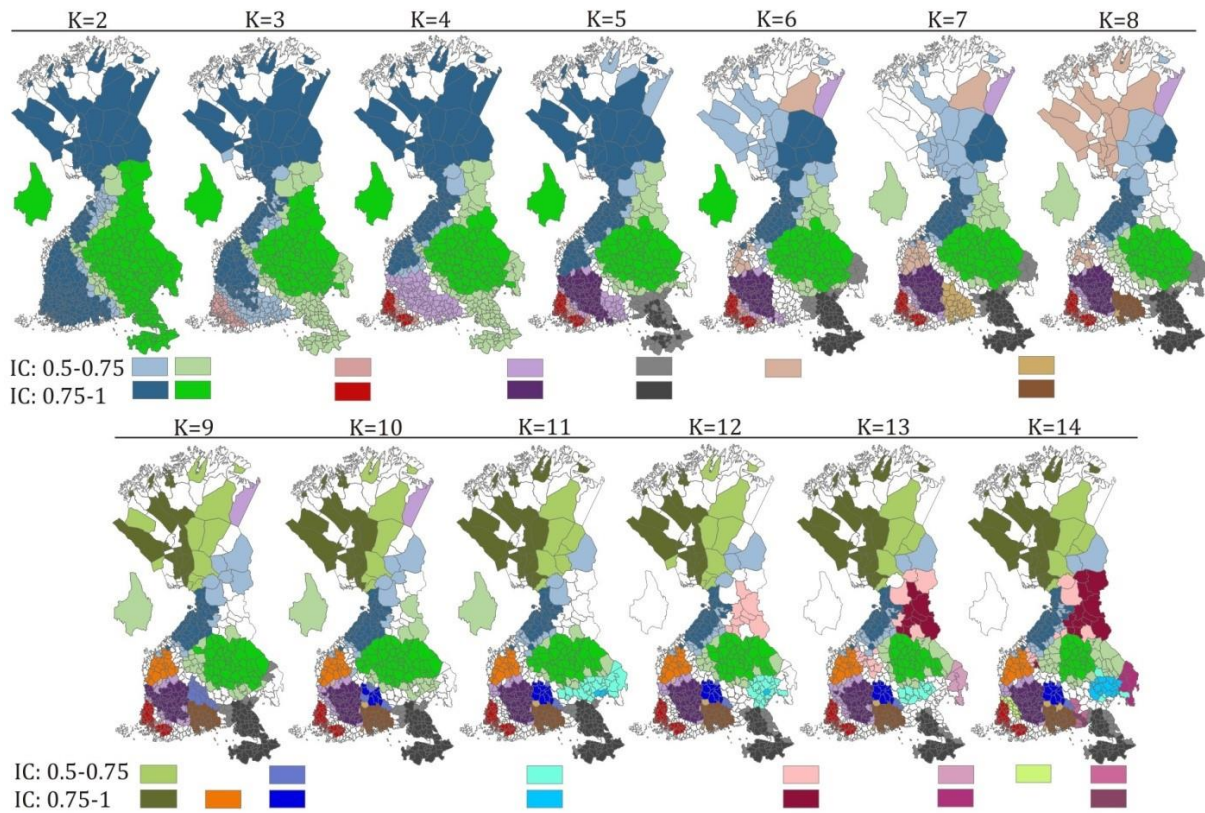 K=2 K=3 K=4 K=5 K=6 K=7 K=8
IC: 0.5-0.75
IC: 0.75-1
K=9 K=10 K=11 K=12 K=13 K=14
IC: 0.5-0.75
IC: 0.75-1